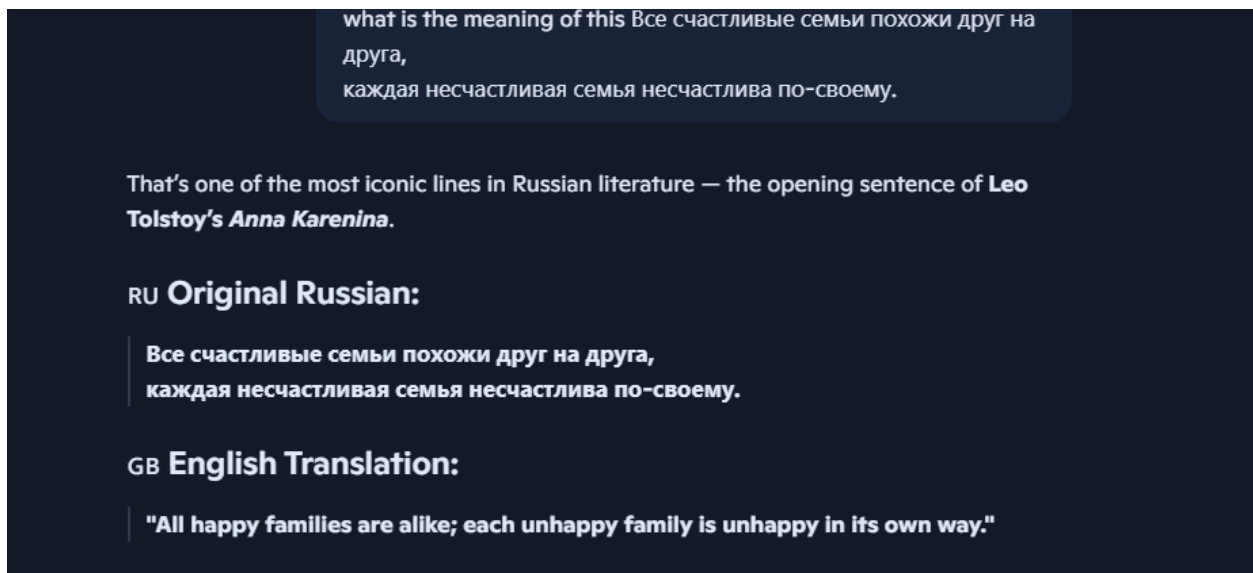 what is the meaning of this Все счастливые семьи похожи друг на
друга,
каждая несчастливая семья несчастлива по-своему.
That's one of the most iconic lines in Russian literature — the opening sentence of Leo
Tolstoy's Anna Karenina.
RU Original Russian:
Все счастливые семьи похожи друг на друга,
каждая несчастливая семья несчастлива по-своему.
GB English Translation:
"All happy families are alike; each unhappy family is unhappy in its own way."